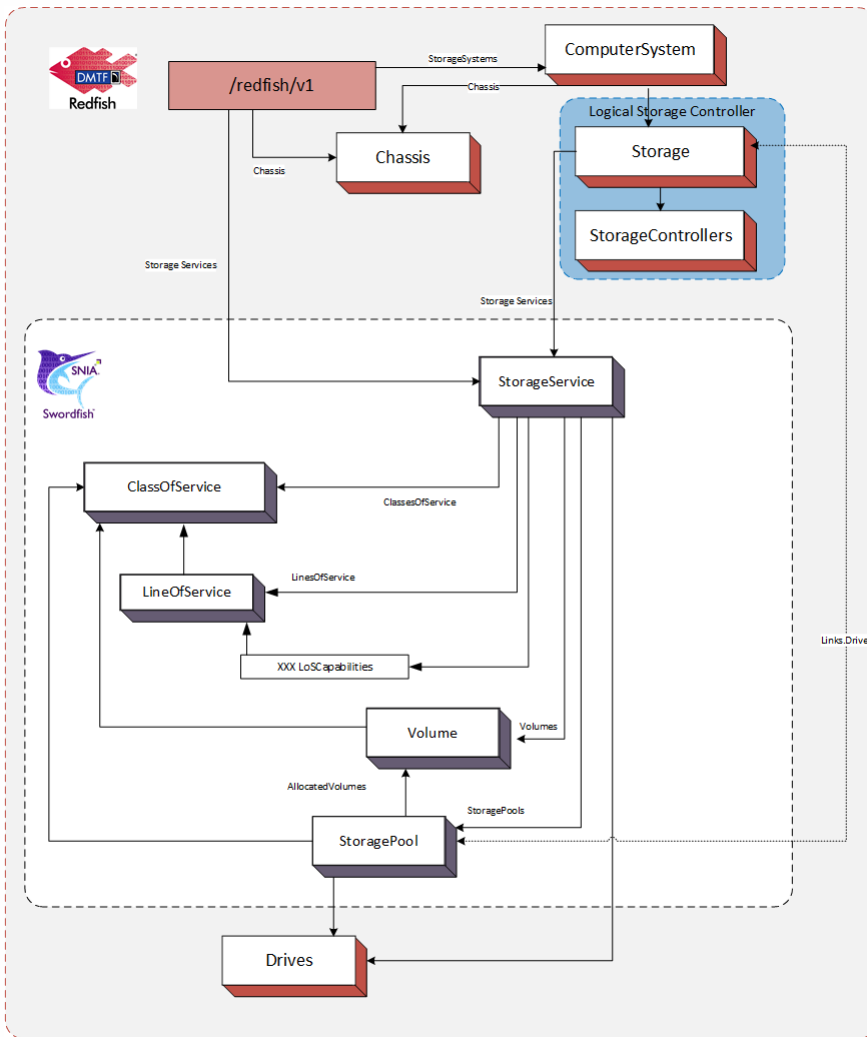 DMTF
Redfish
/redfish/v1
StorageSystems
ComputerSystem
Chassis
Chassis
Chassis
Logical Storage Controller
Storage
StorageControllers
Storage Services
Storage Services
SNIA
Swordfish
StorageService
ClassOfService
ClassesOfService
LineOfService
LinesOfService
XXX LoSCapabilities
Links.Drive
Volume
Volumes
AllocatedVolumes
StoragePools
StoragePool
Drives